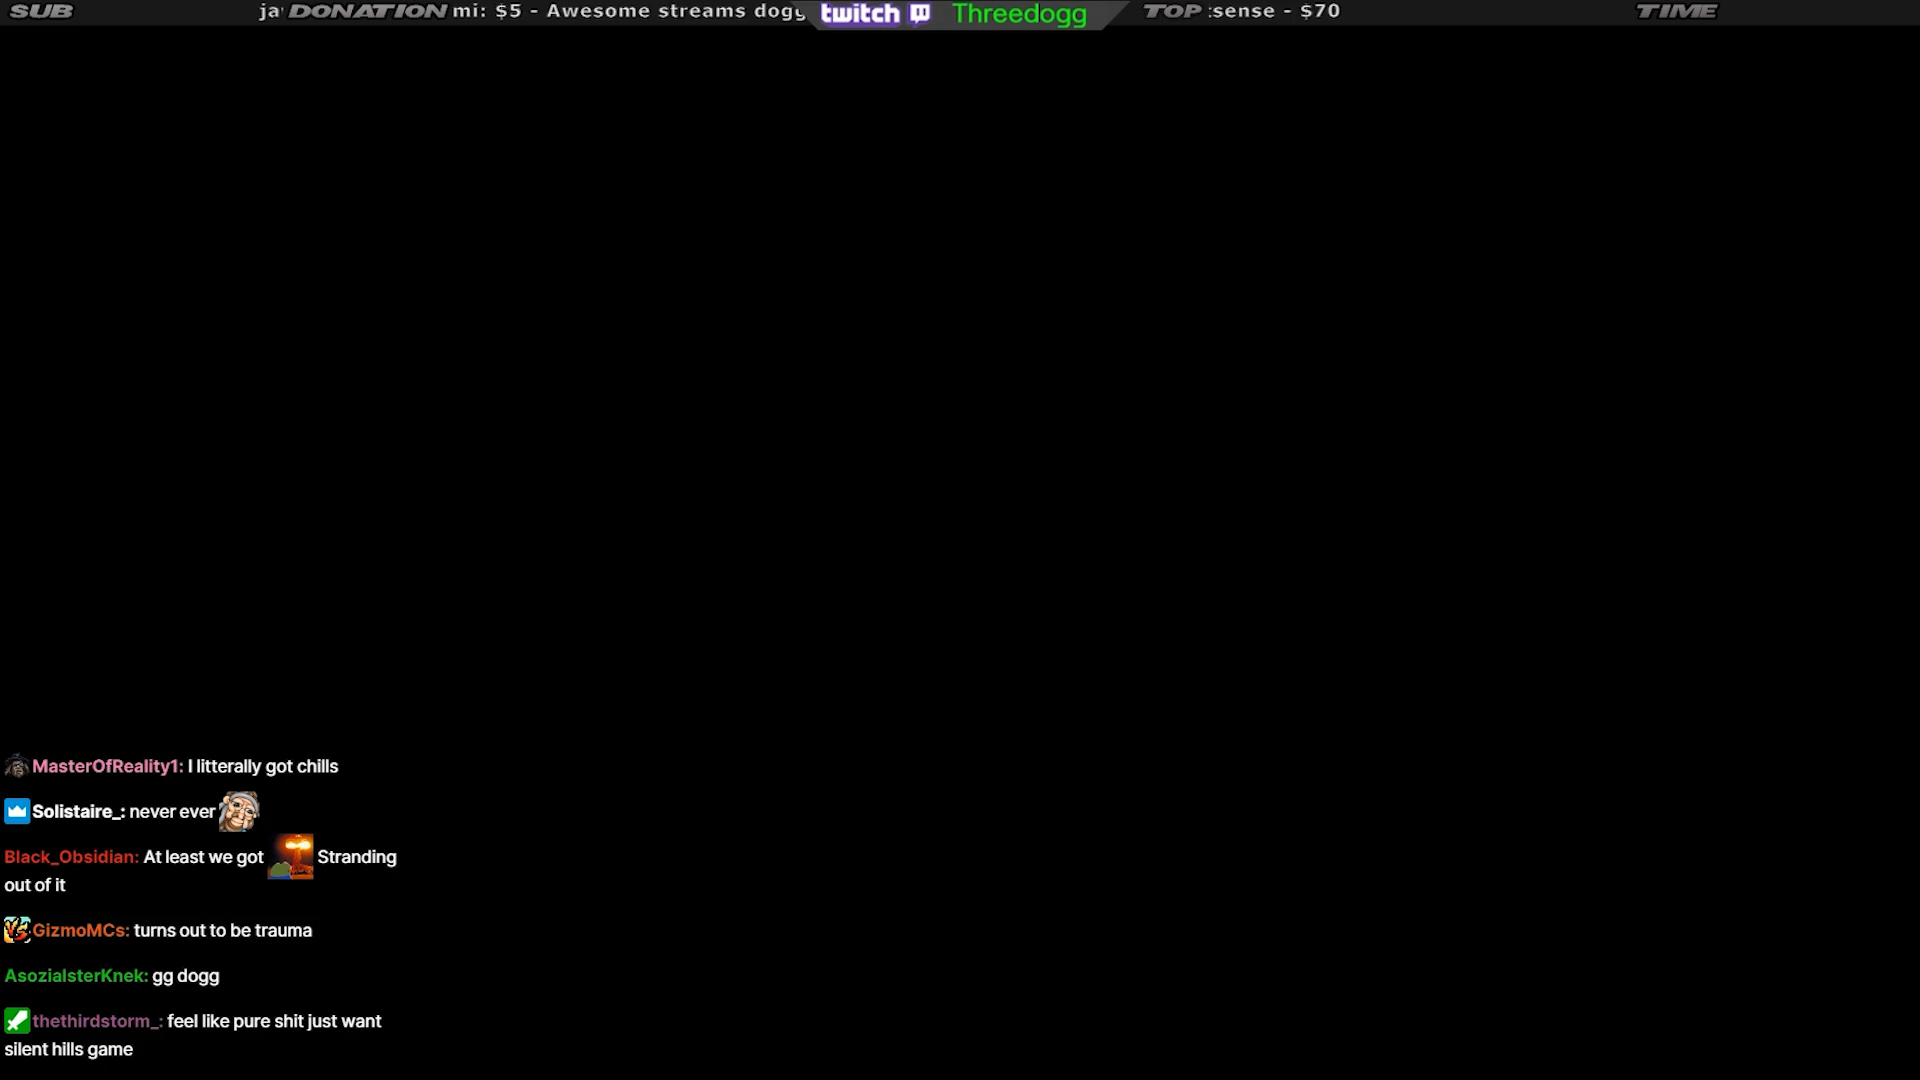 SUB ja DONATION mi: $5 - Awesome streams dogg twitch Threedogg TOP :sense - $70 TIME
MasterOfReality1: I litterally got chills
Solistaire_: never ever
Black_Obsidian: At least we got Stranding
out of it
GizmoMCs: turns out to be trauma
AsozialsterKnek: gg dogg
thethirdstorm_: feel like pure shit just want
silent hills game